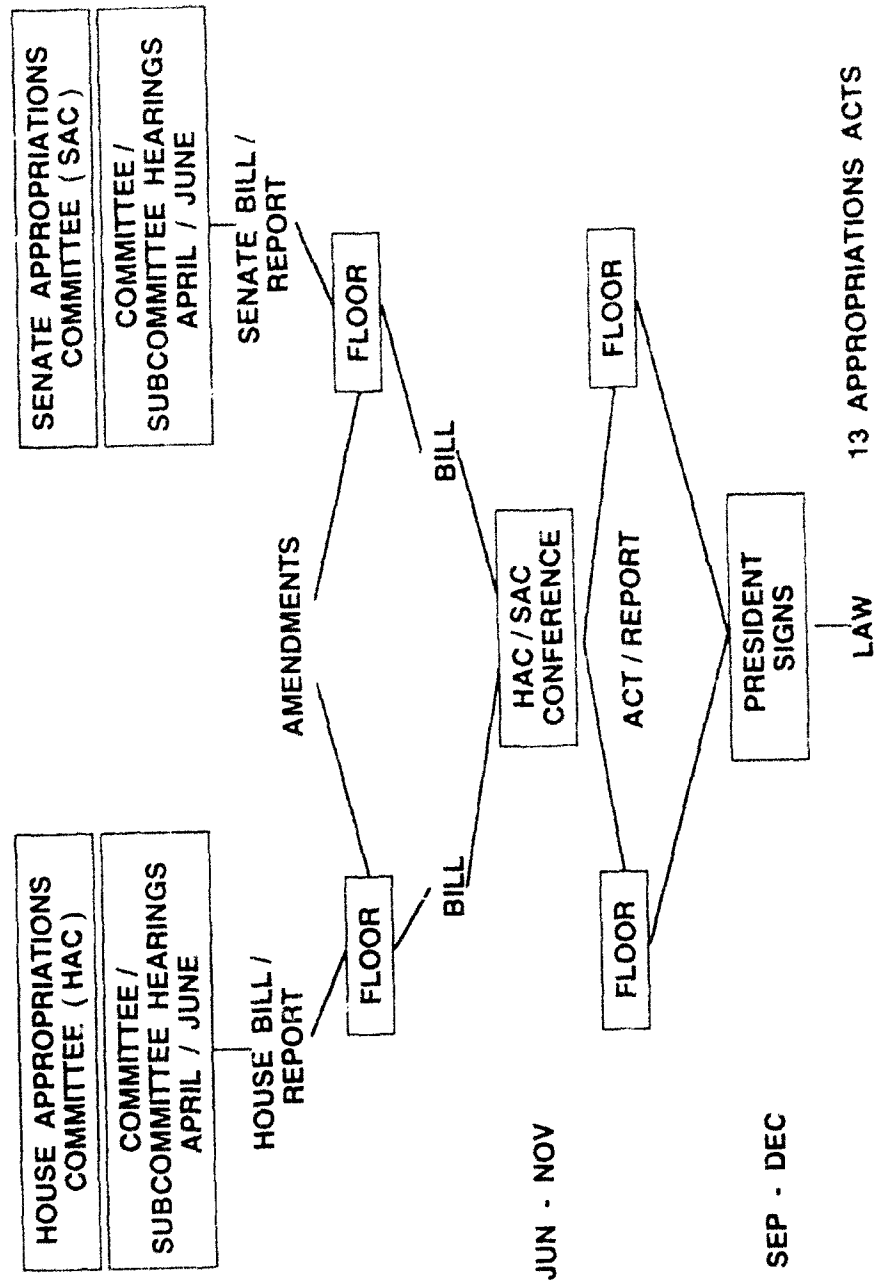 HOUSE APPROPRIATIONS
COMMITTEE (HAC)
COMMITTEE /
SUBCOMMITTEE HEARINGS
APRIL / JUNE
HOUSE BILL /
REPORT
SENATE APPROPRIATIONS
COMMITTEE (SAC)
COMMITTEE /
SUBCOMMITTEE HEARINGS
APRIL / JUNE
SENATE BILL /
REPORT
AMENDMENTS
FLOOR
FLOOR
BILL
BILL
JUN - NOV
HAC / SAC
CONFERENCE
FLOOR
ACT / REPORT
FLOOR
SEP - DEC
PRESIDENT
SIGNS
LAW
13 APPROPRIATIONS ACTS